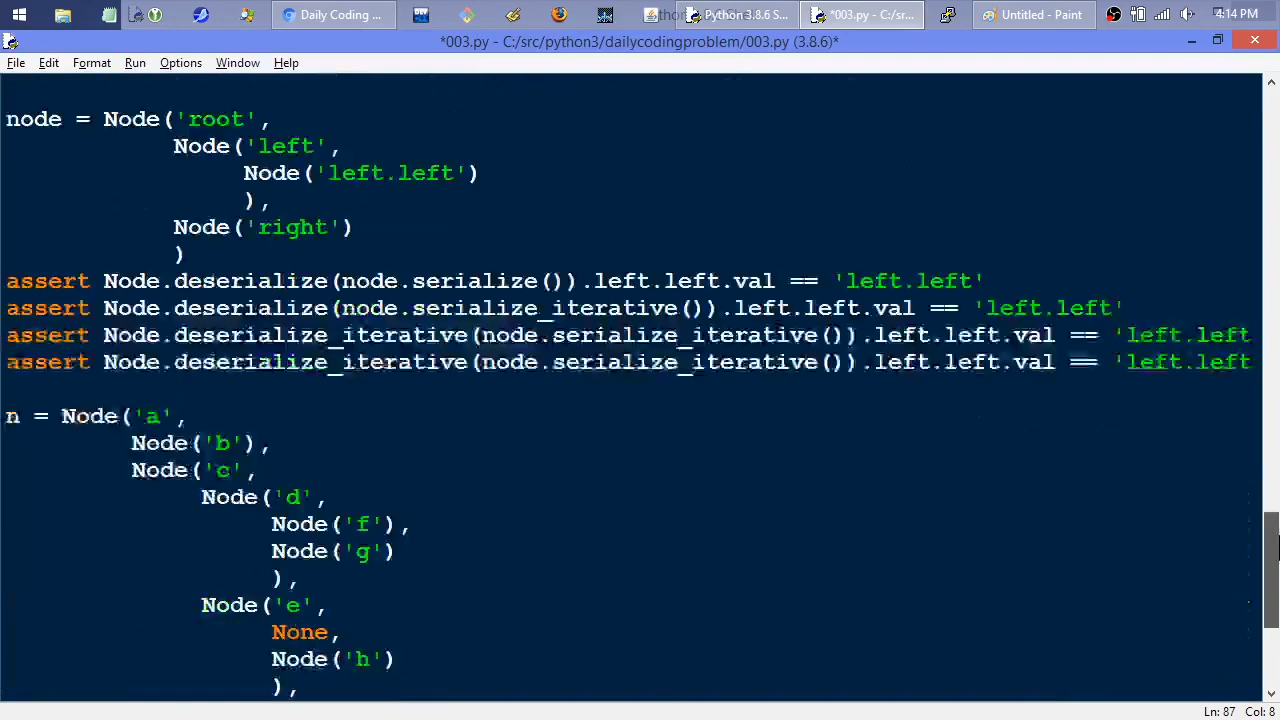 Daily Coding ...
Python 3.8.6 S...
*003.py - C:/sr...
Untitled - Paint
4:14 PM
*003.py - C:/src/python3/dailycodingproblem/003.py (3.8.6)*
File Edit Format Run Options Window Help
node = Node('root',
Node('left',
Node('left.left')
),
Node('right')
)
assert Node.deserialize(node.serialize()).left.left.val == 'left.left'
assert Node.deserialize(node.serialize_iterative()).left.left.val == 'left.left'
assert Node.deserialize_iterative(node.serialize_iterative()).left.left.val == 'left.left
assert Node.deserialize_iterative(node.serialize_iterative()).left.left.val == 'left.left
n = Node('a',
Node('b'),
Node('c',
Node('d',
Node('f'),
Node('g')
),
Node('e',
None,
Node('h')
),
Ln: 87 Col: 8